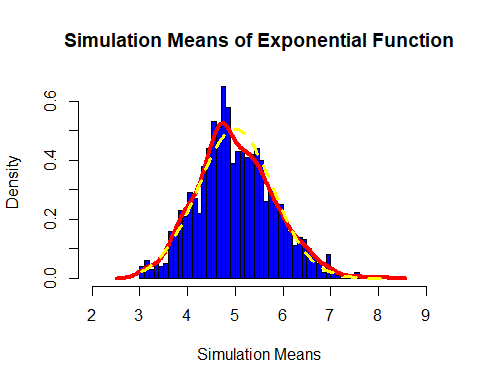 Simulation Means of Exponential Function
Density
0.6
0.4
0.2
0.0
2 3 4 5 6 7 8 9
Simulation Means